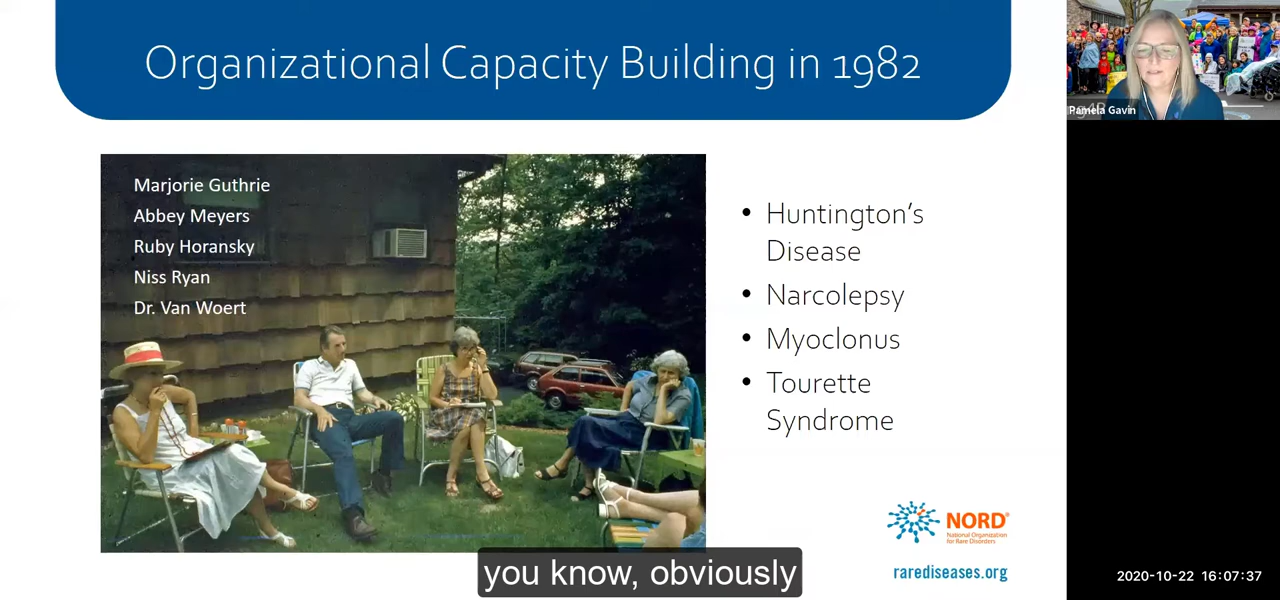 Organizational Capacity Building in 1982
Marjorie Guthrie
Abbey Meyers
Ruby Horansky
Niss Ryan
Dr. Van Woert
• Huntington's
Disease
• Narcolepsy
• Myoclonus
• Tourette
Syndrome
NORD®
National Organization
for Rare Disorders
rarediseases.org
you know, obviously
Pamela Gavin
2020-10-22 16:07:37